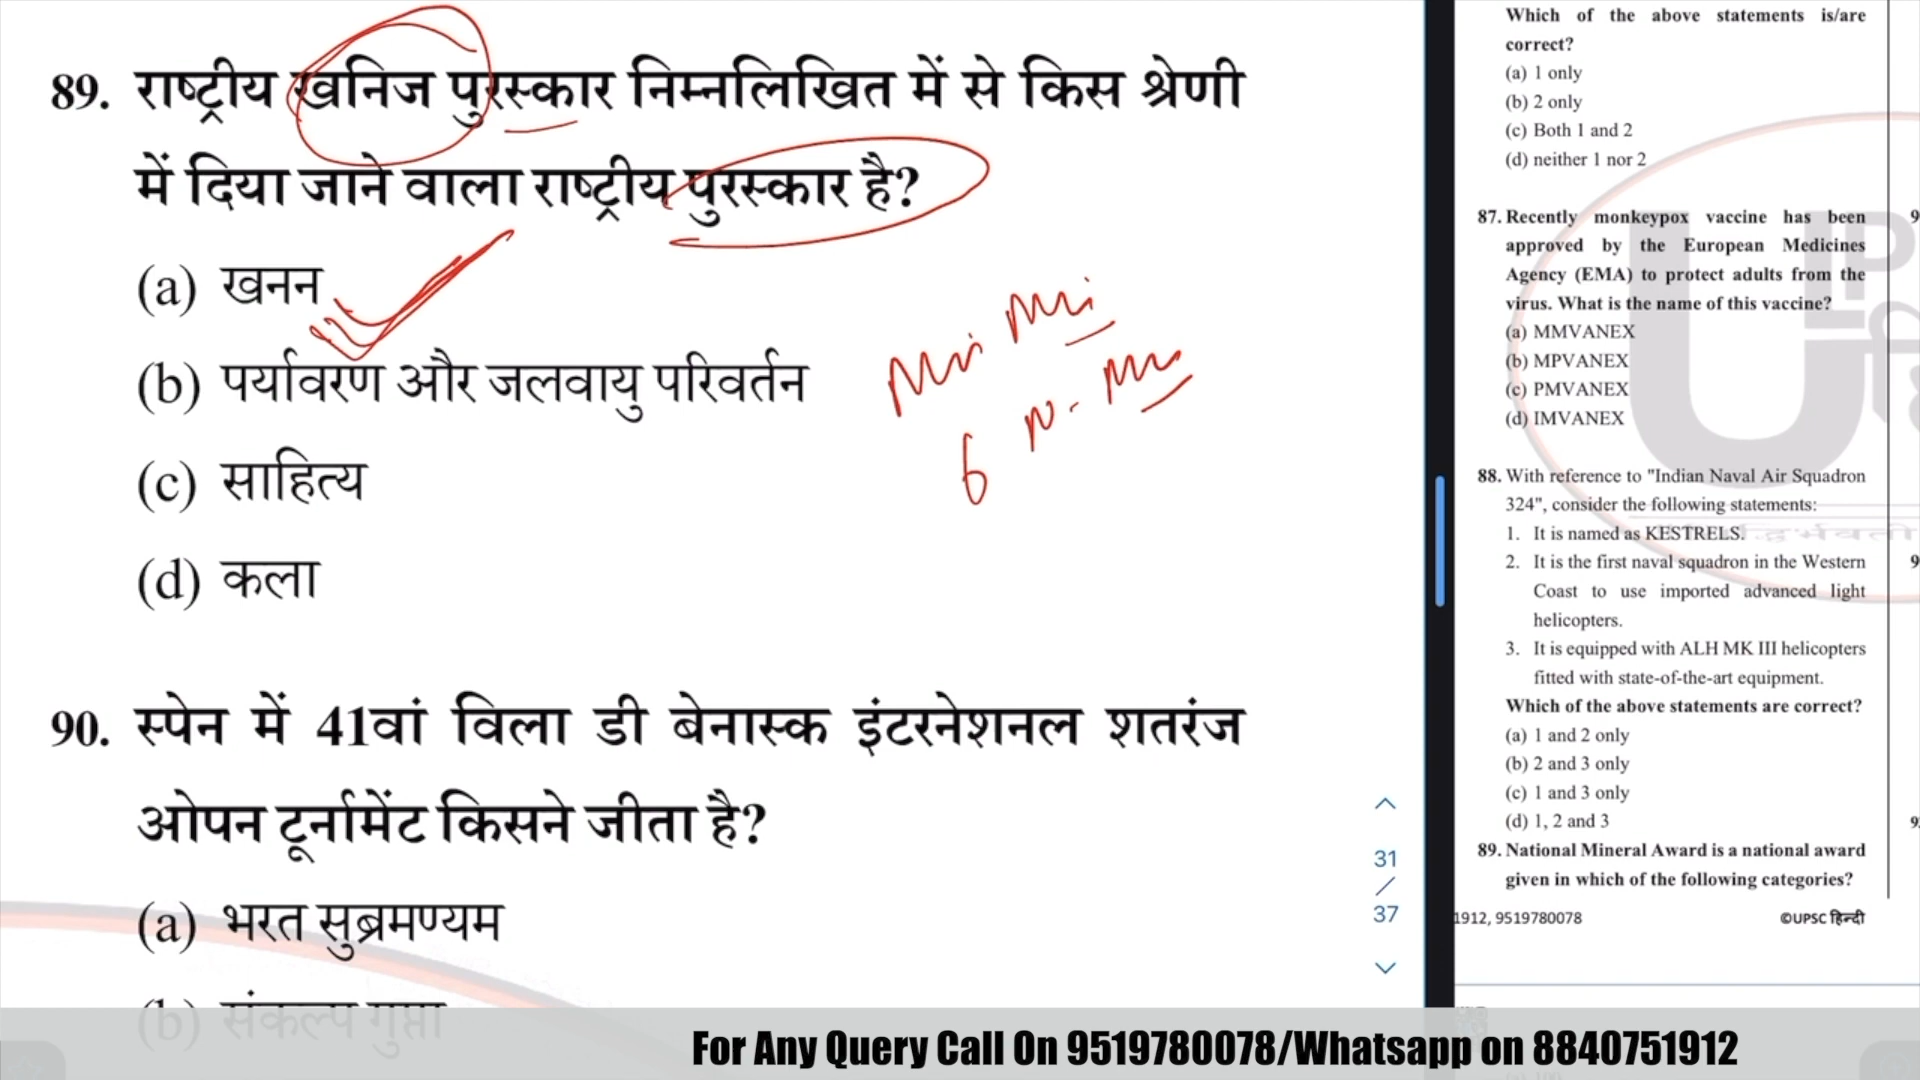 89. राष्ट्रीय खनिज पुरस्कार निम्नलिखित में से किस श्रेणी
में दिया जाने वाला राष्ट्रीय पुरस्कार है?
(a) खनन
(b) पर्यावरण और जलवायु परिवर्तन
(c) साहित्य
(d) कला
90. स्पेन में 41वां विला डी बेनास्क इंटरनेशनल शतरंज
ओपन टूर्नामेंट किसने जीता है?
(a) भरत सुब्रमण्यम
(b) संकल्प गुप्ता
6
31
/
37
Which of the above statements is/are
correct?
(a) 1 only
(b) 2 only
(c) Both 1 and 2
(d) neither 1 nor 2
87. Recently monkeypox vaccine has been
approved by the European Medicines
Agency (EMA) to protect adults from the
virus. What is the name of this vaccine?
(a) MMVANEX
(b) MPVANEX
(c) PMVANEX
(d) IMVANEX
88. With reference to "Indian Naval Air Squadron
324", consider the following statements:
1. It is named as KESTRELS.
2. It is the first naval squadron in the Western
Coast to use imported advanced light
helicopters.
3. It is equipped with ALH MK III helicopters
fitted with state-of-the-art equipment.
Which of the above statements are correct?
(a) 1 and 2 only
(b) 2 and 3 only
(c) 1 and 3 only
(d) 1, 2 and 3
89. National Mineral Award is a national award
given in which of the following categories?
1912, 9519780078 ©UPSC हिन्दी
For Any Query Call On 9519780078/Whatsapp on 8840751912